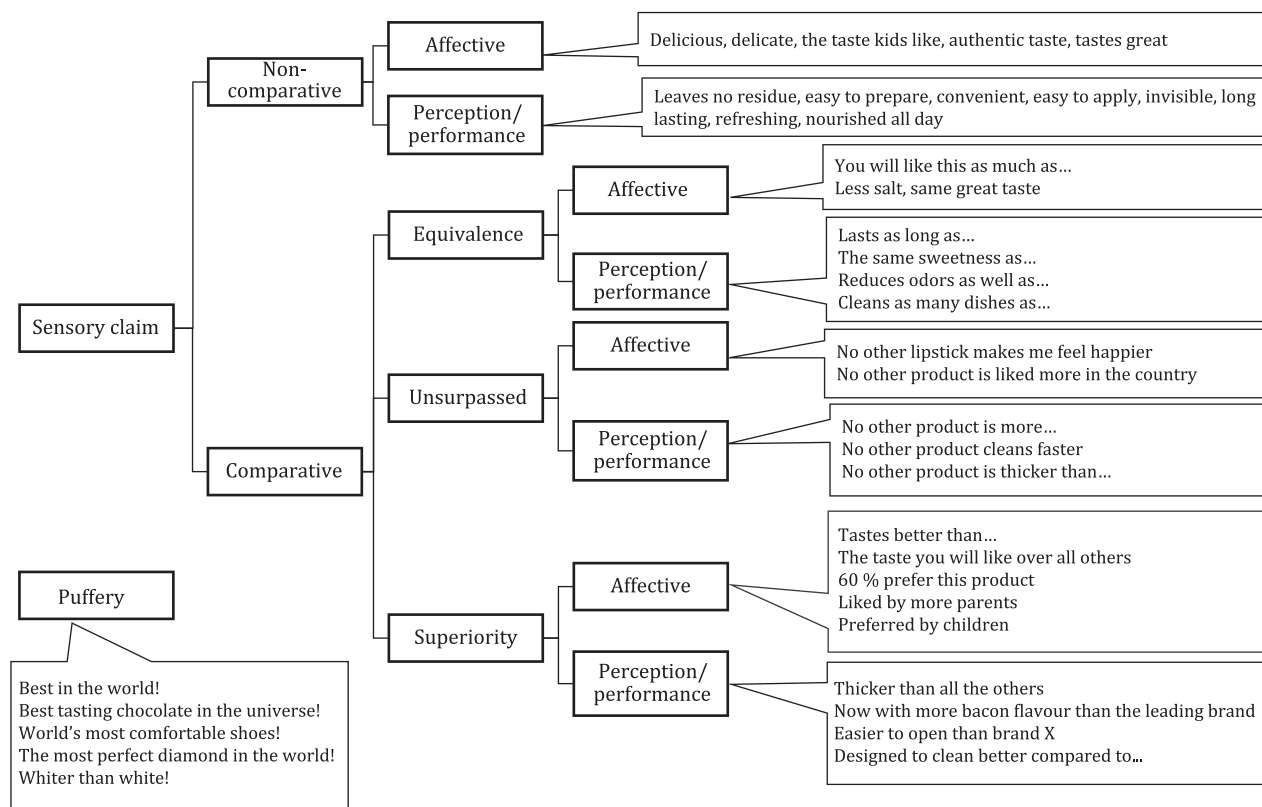 Affective
Delicious, delicate, the taste kids like, authentic taste, tastes great
Non-
comparative
Perception/
performance
Leaves no residue, easy to prepare, convenient, easy to apply, invisible, long
lasting, refreshing, nourished all day
Affective
You will like this as much as…
Less salt, same great taste
Equivalence
Perception/
performance
Lasts as long as…
The same sweetness as…
Reduces odors as well as…
Cleans as many dishes as…
Sensory claim
Affective
No other lipstick makes me feel happier
No other product is liked more in the country
Unsurpassed
Perception/
performance
No other product is more…
No other product cleans faster
No other product is thicker than…
Comparative
Affective
Tastes better than…
The taste you will like over all others
60 % prefer this product
Liked by more parents
Preferred by children
Superiority
Perception/
performance
Thicker than all the others
Now with more bacon flavour than the leading brand
Easier to open than brand X
Designed to clean better compared to...
Puffery
Best in the world!
Best tasting chocolate in the universe!
World’s most comfortable shoes!
The most perfect diamond in the world!
Whiter than white!